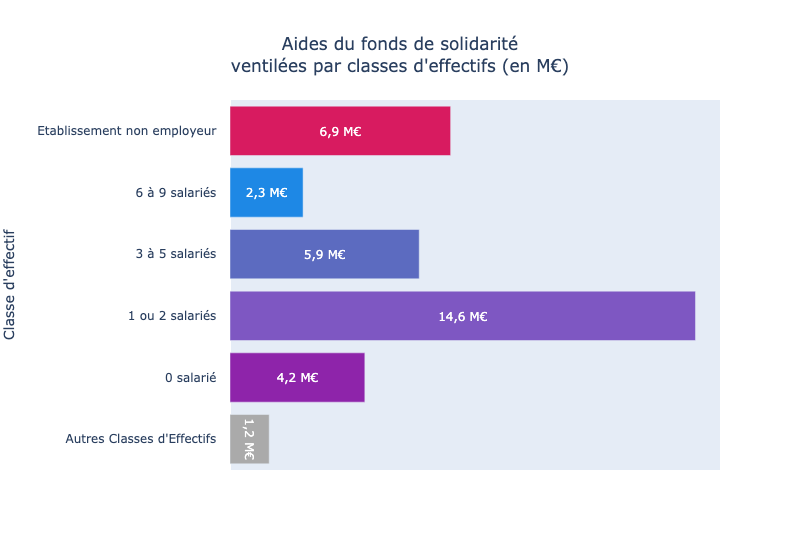 Aides du fonds de solidarité
ventilées par classes d'effectifs (en M€)
Classe d'effectif
Etablissement non employeur
6,9 M€
6 à 9 salariés
2,3 M€
3 à 5 salariés
5,9 M€
1 ou 2 salariés
14,6 M€
0 salarié
4,2 M€
Autres Classes d'Effectifs
1,2 M€